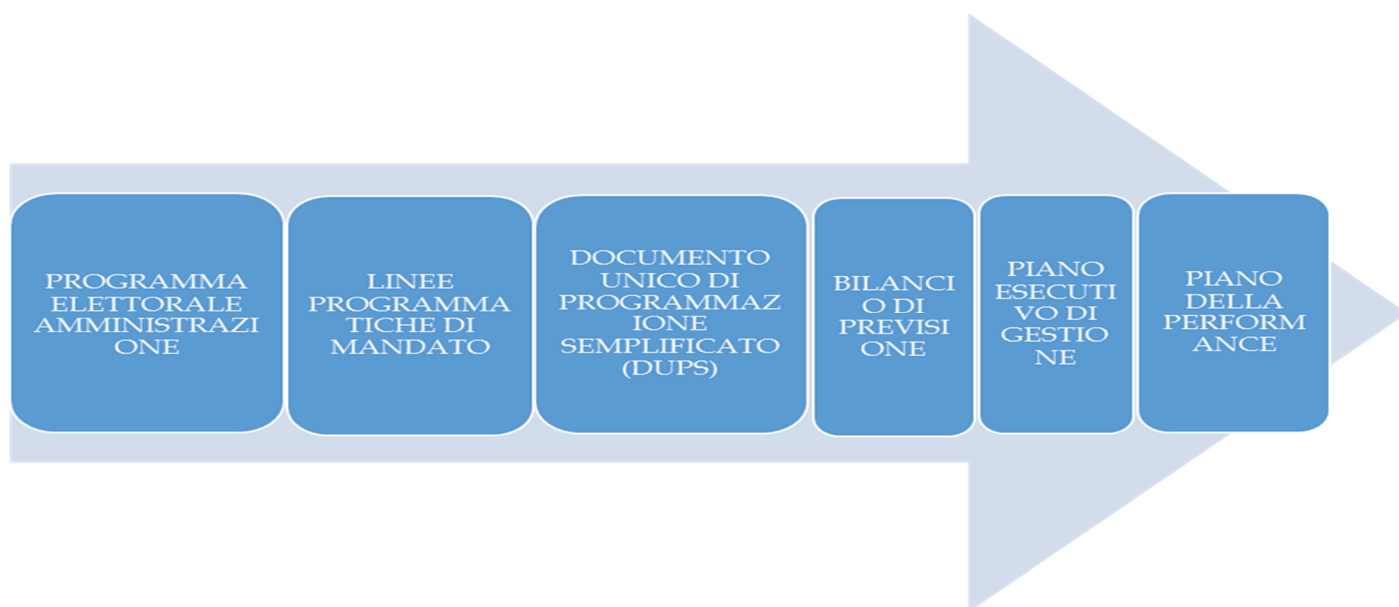 PROGRAMMA
ELETTORALE
AMMINISTRAZI
ONE
LINEE
PROGRAMMA
TICHE DI
MANDATO
DOCUMENTO
UNICO DI
PROGRAMMAZ
IONE
SEMPLIFICATO
(DUPS)
BILANCI
O DI
PREVISI
ONE
PIANO
ESECUTI
VO DI
GESTIO
NE
PIANO
DELLA
PERFORM
ANCE